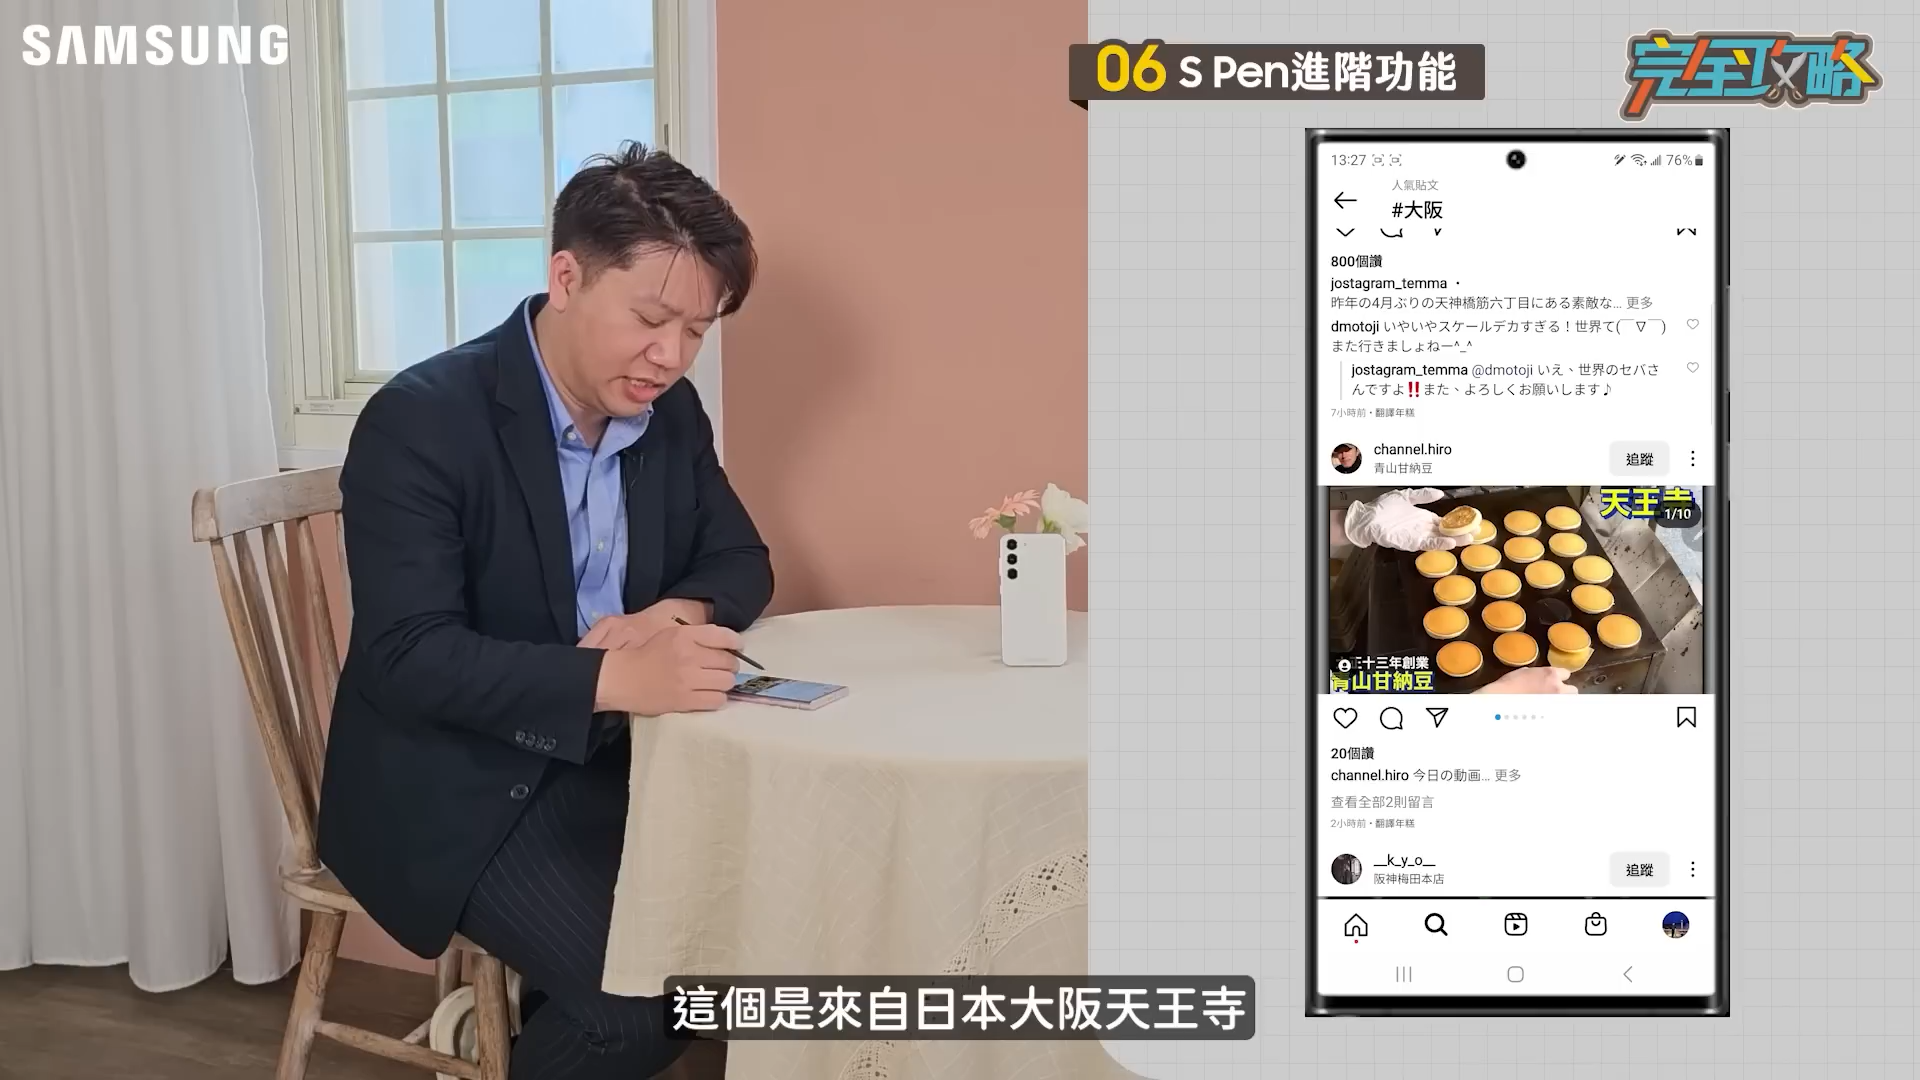 SAMSUNG
06 S Pen進階功能
完全攻略
13:27
76%
人氣貼文
#大阪
800個讚
jostagram_temma •
昨年の4月ぶりの天神橋筋六丁目にある素敵な... 更多
dmotoji いやいやスケールデカすぎる！世界て(￣∇￣)
また行きましょねー^_^
jostagram_temma @dmotoji いえ、世界のセバさ
んですよ‼️また、よろしくお願いします♪
7小時前・翻譯年糕
channel.hiro
青山甘納豆
追蹤
天王寺
1/10
十三年創業
青山甘納豆
20個讚
channel.hiro 今日の動画... 更多
查看全部2則留言
2小時前・翻譯年糕
__k_y_o__
阪神梅田本店
追蹤
這個是來自日本大阪天王寺